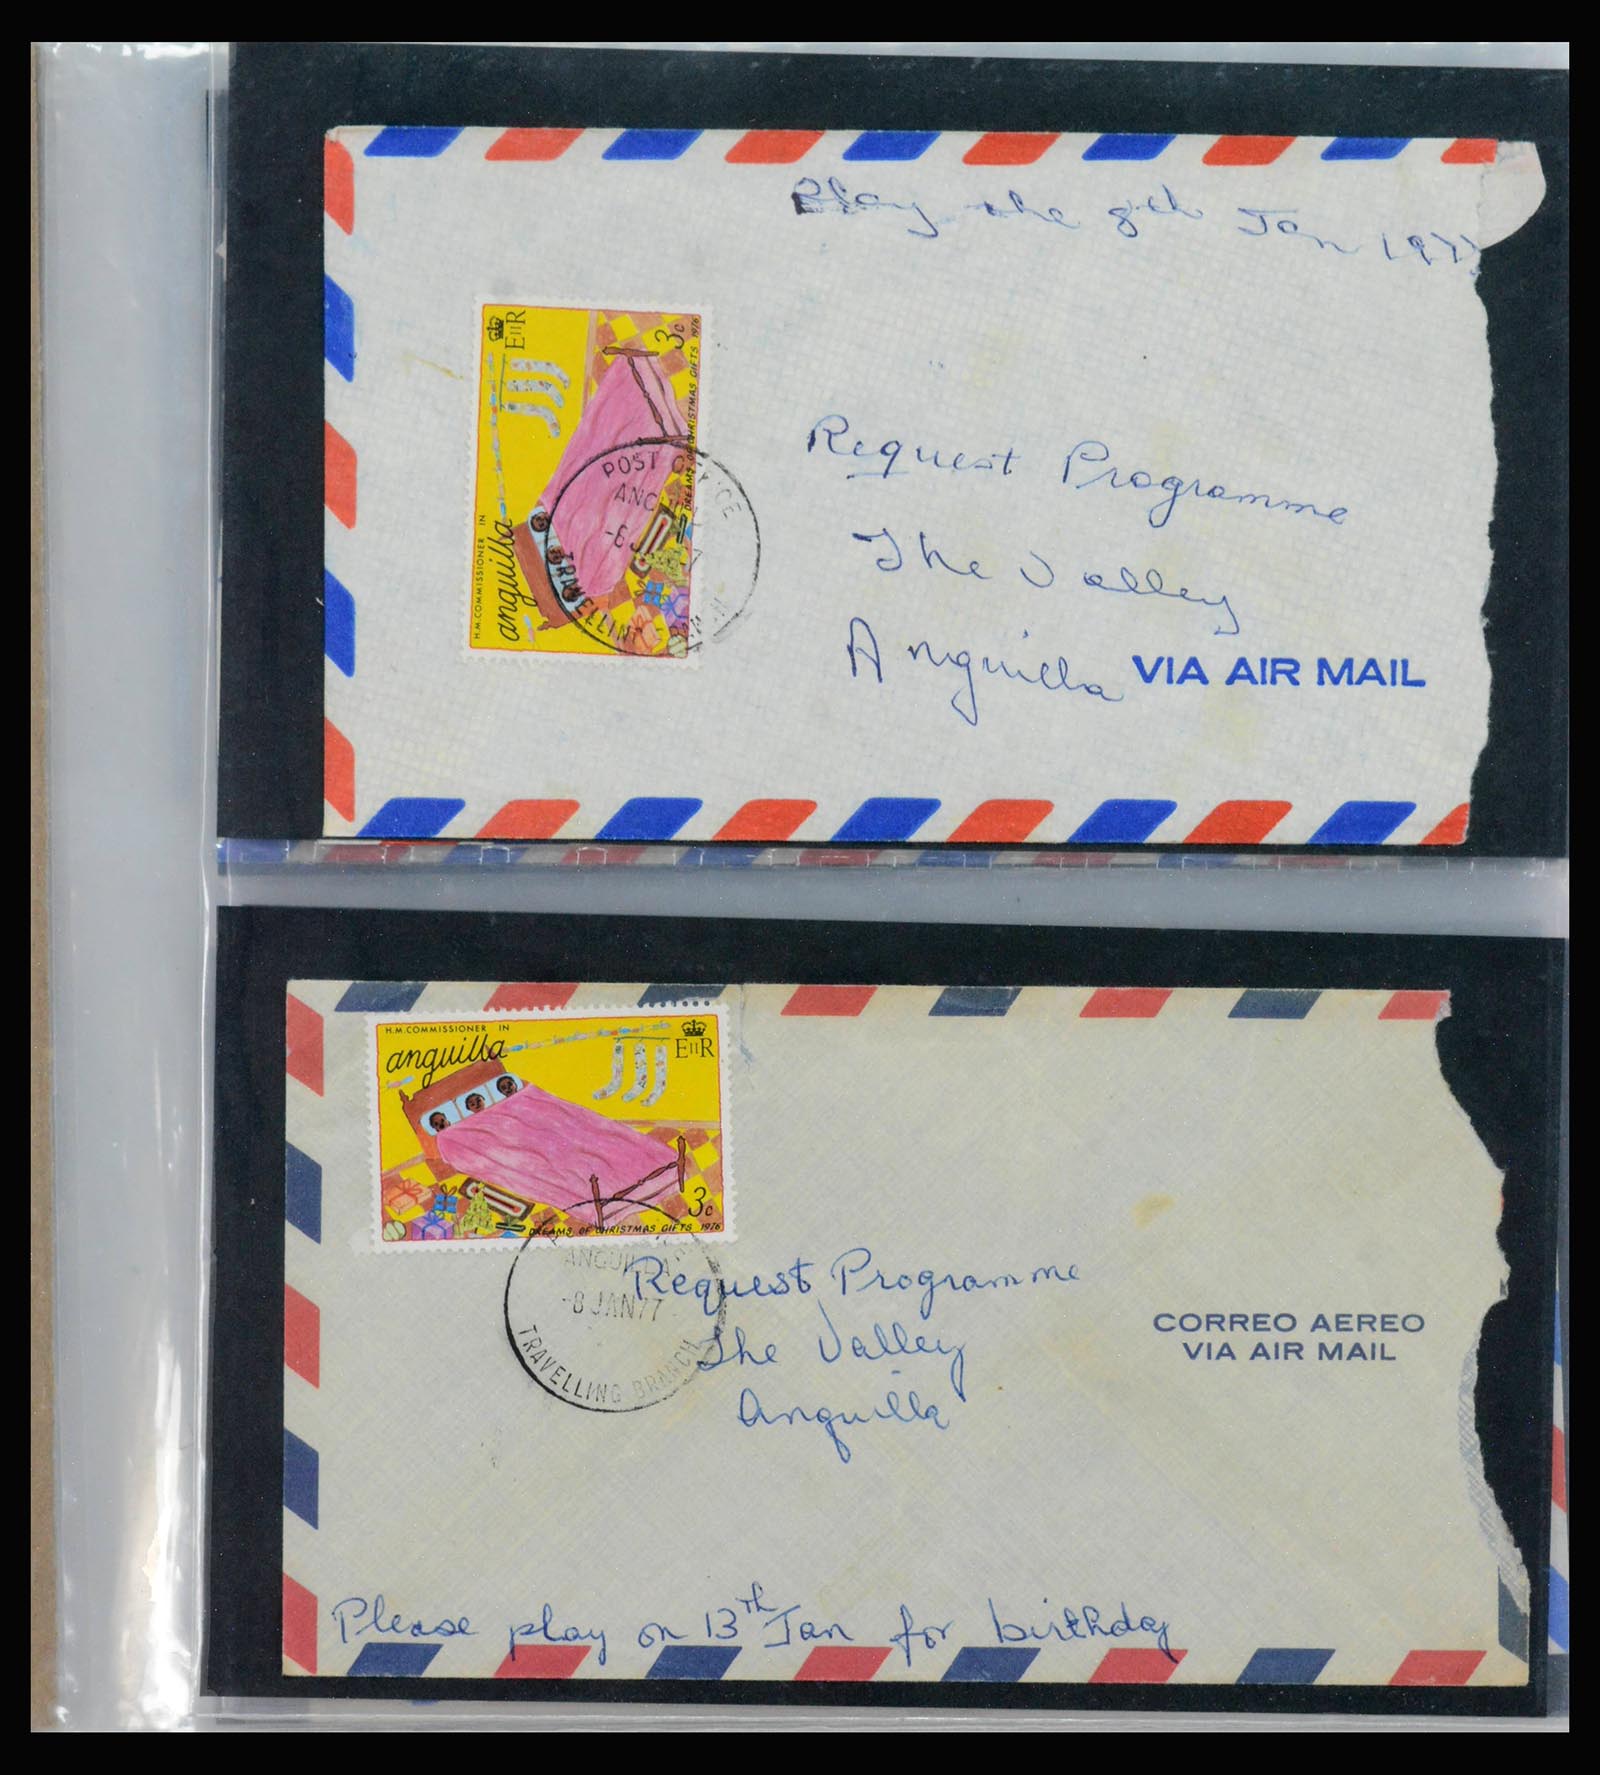 Play the 8th Jan 1977
EIIR
3c
DREAMS OF CHRISTMAS GIFTS 1976
H.M.COMMISSIONER IN
anguilla
POST OFFICE
-6 J
TRAVELLING
Request Programme
The Valley
Anguilla
VIA AIR MAIL
H.M.COMMISSIONER IN
anguilla
EIIR
3c
DREAMS OF CHRISTMAS GIFTS 1976
ANGUILLA
-8 JAN 77
TRAVELLING BRANCH
Request Programme
The Valley
Anguilla
CORREO AEREO
VIA AIR MAIL
Please play on 13th Jan for birthday